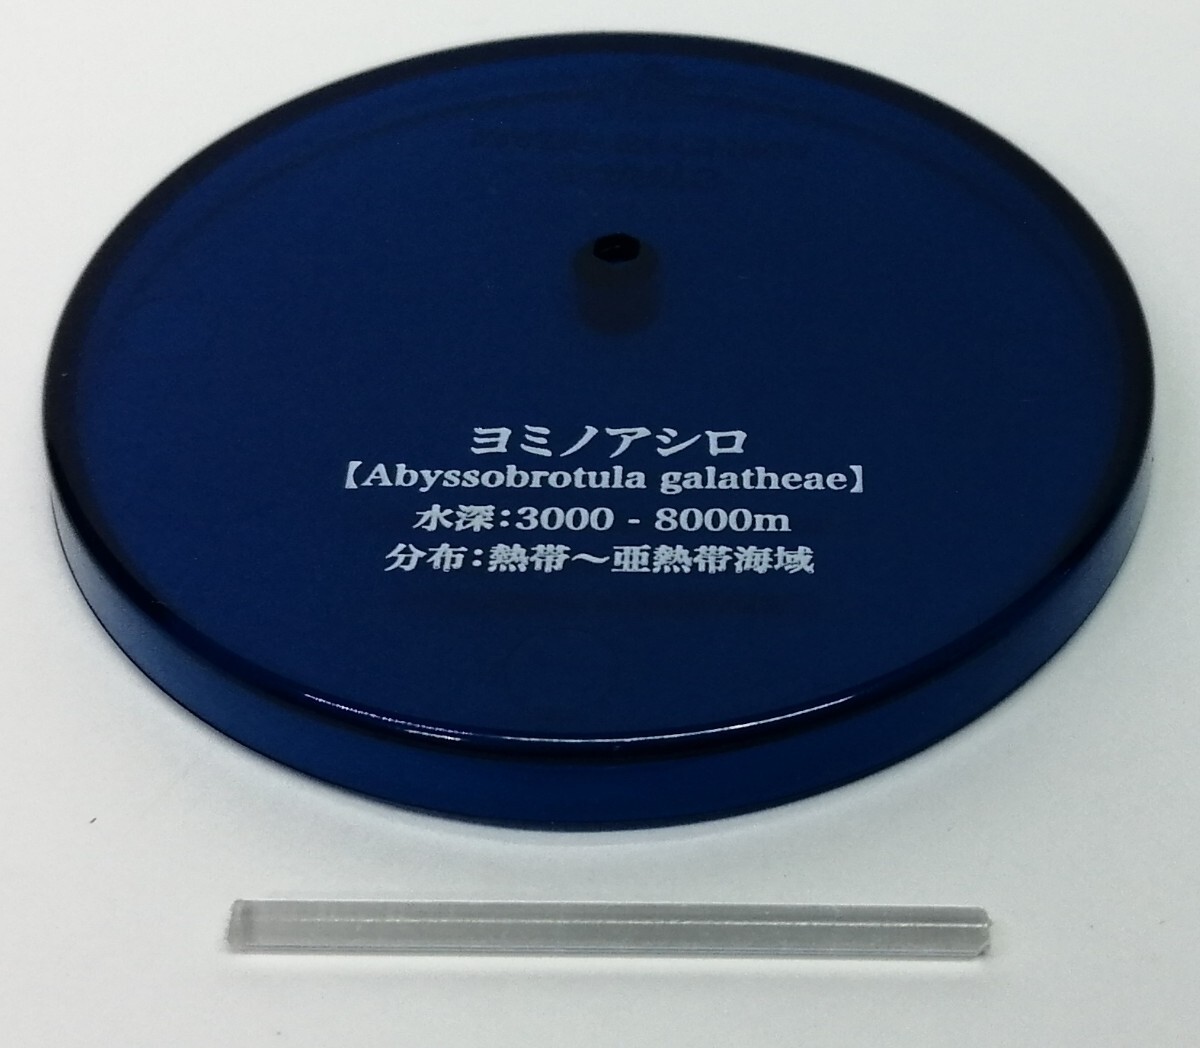 ヨミノアシロ
【Abyssobrotula galatheae】
水深：3000 - 8000m
分布：熱帯～亜熱帯海域